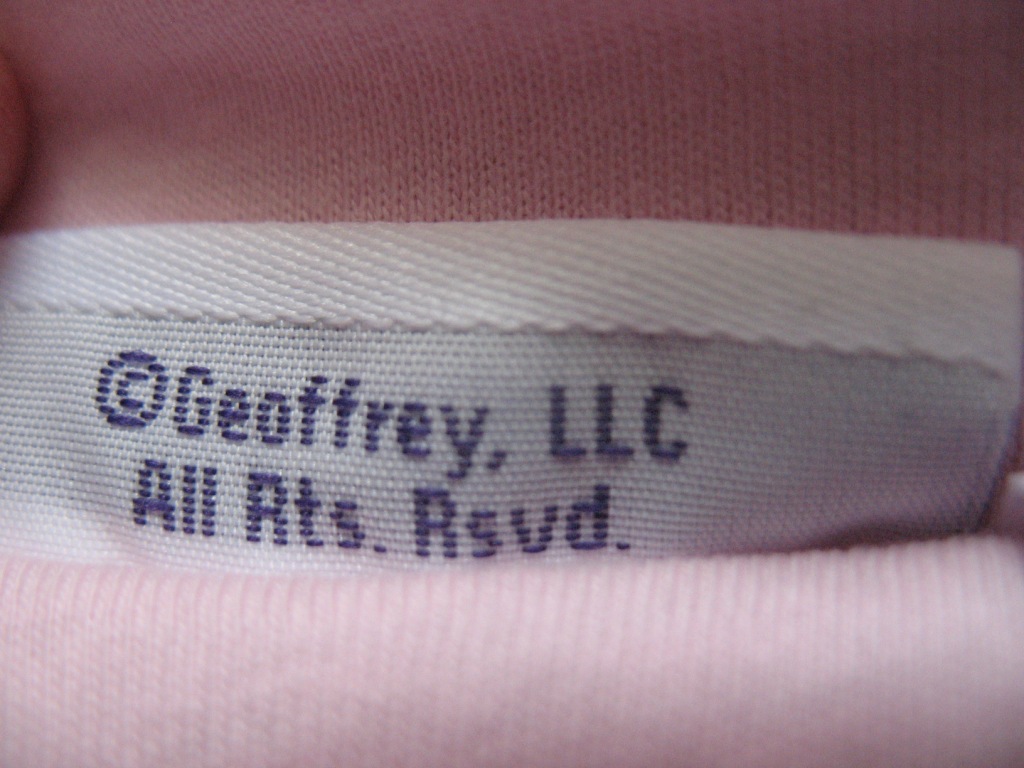 ©Geoffrey, LLC
All Rts. Rsvd.